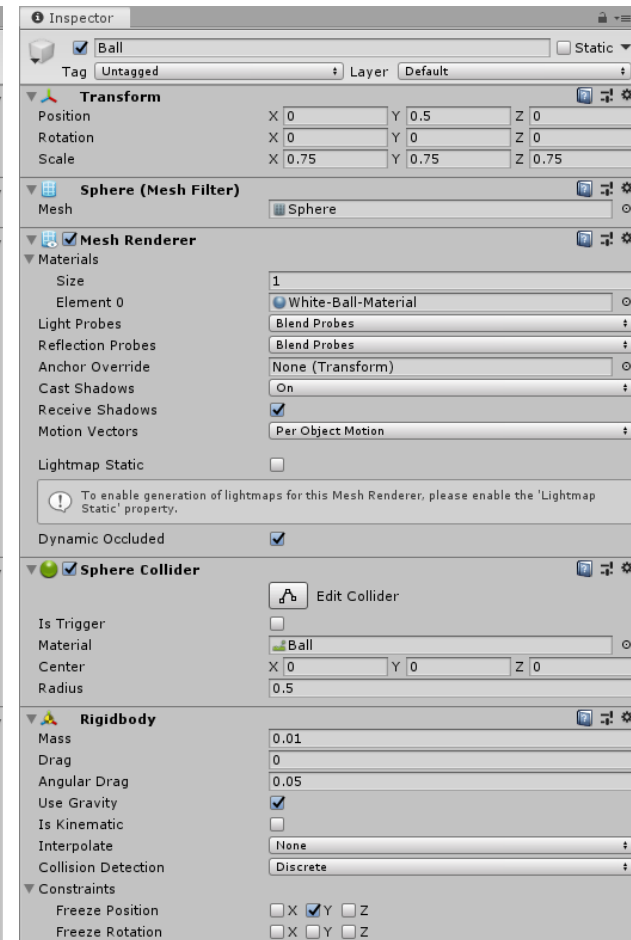 Inspector
Ball Static
Tag Untagged Layer Default
Transform
Position X 0 Y 0.5 Z 0
Rotation X 0 Y 0 Z 0
Scale X 0.75 Y 0.75 Z 0.75
Sphere (Mesh Filter)
Mesh Sphere
Mesh Renderer
Materials
Size 1
Element 0 White-Ball-Material
Light Probes Blend Probes
Reflection Probes Blend Probes
Anchor Override None (Transform)
Cast Shadows On
Receive Shadows
Motion Vectors Per Object Motion
Lightmap Static
To enable generation of lightmaps for this Mesh Renderer, please enable the 'Lightmap
Static' property.
Dynamic Occluded
Sphere Collider
Edit Collider
Is Trigger
Material Ball
Center X 0 Y 0 Z 0
Radius 0.5
Rigidbody
Mass 0.01
Drag 0
Angular Drag 0.05
Use Gravity
Is Kinematic
Interpolate None
Collision Detection Discrete
Constraints
Freeze Position X Y Z
Freeze Rotation X Y Z